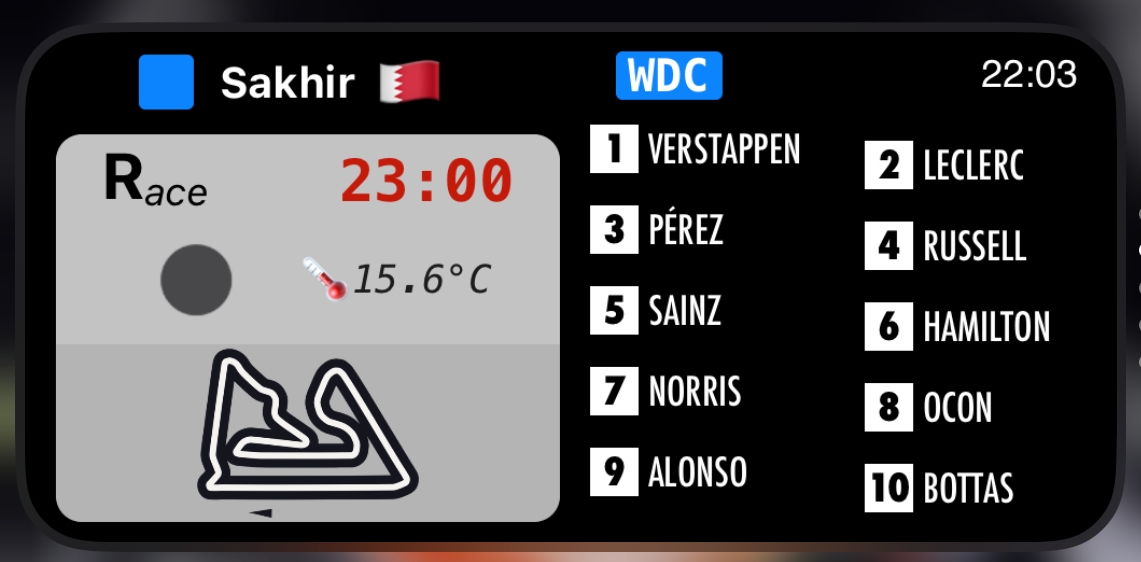 Sakhir
WDC
22:03
Race
23:00
15.6°C
1 VERSTAPPEN
2 LECLERC
3 PÉREZ
4 RUSSELL
5 SAINZ
6 HAMILTON
7 NORRIS
8 OCON
9 ALONSO
10 BOTTAS